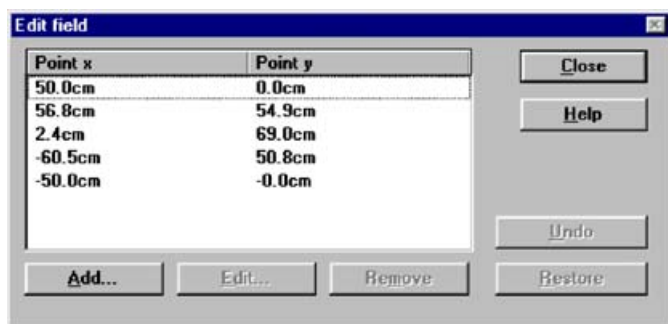 Edit field
Point x Point y
50.0cm 0.0cm
56.8cm 54.9cm
2.4cm 69.0cm
-60.5cm 50.8cm
-50.0cm -0.0cm
Close
Help
Undo
Add... Edit... Remove Restore